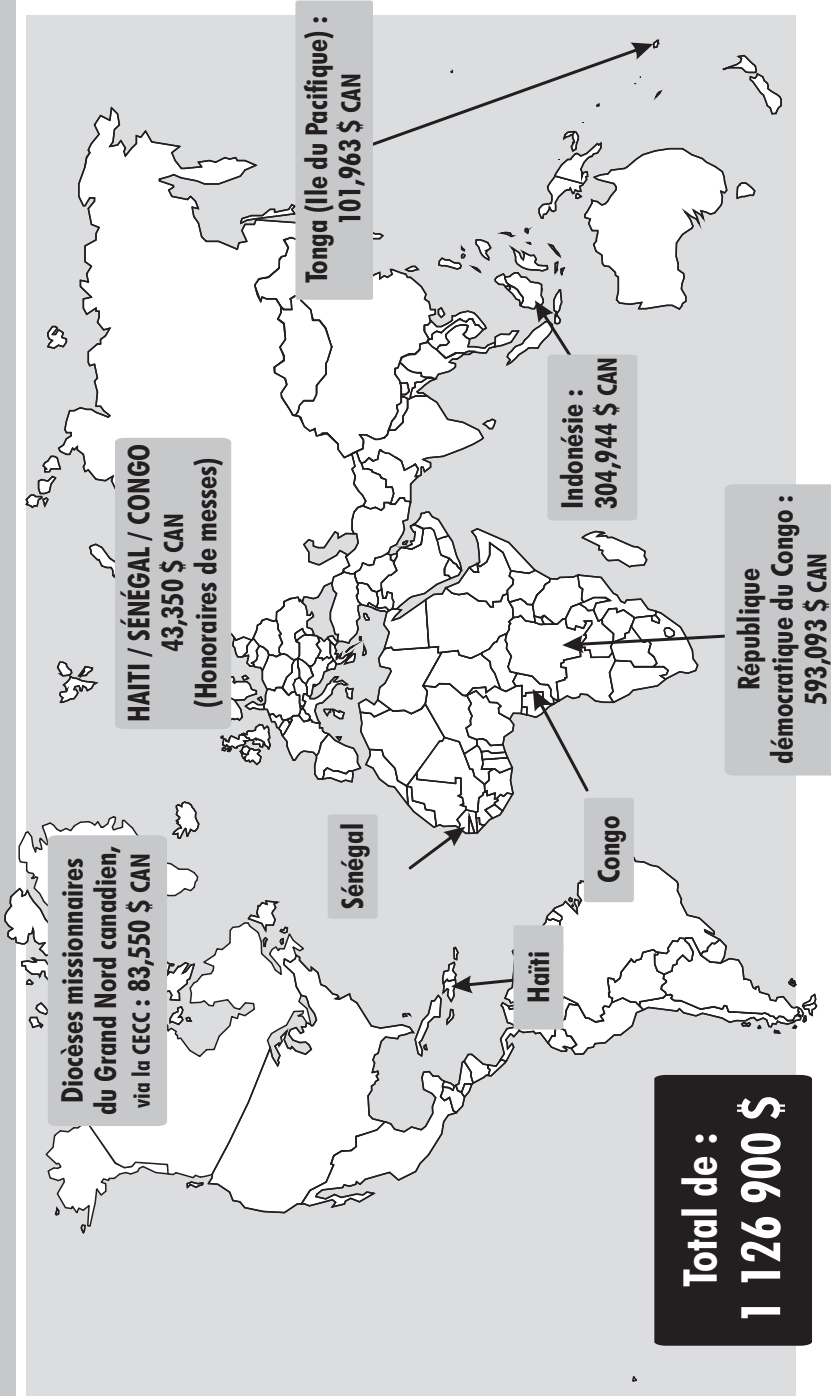 Diocèses missionnaires
du Grand Nord canadien,
via la CECC : 83,550 $ CAN
HAITI / SÉNÉGAL / CONGO
43,350 $ CAN
(Honoraires de messes)
Tonga (Ile du Pacifique) :
101,963 $ CAN
Sénégal
Haïti
Congo
Indonésie :
304,944 $ CAN
République
démocratique du Congo :
593,093 $ CAN
Total de :
1 126 900 $